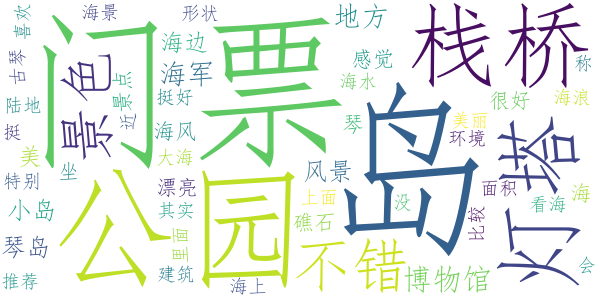 海景
形状
地方
喜欢
古琴
门票
栈桥
海边
感觉
称
景色
海军
海水
陆地
近
景点
挺好
琴
很好
海浪
挺
海风
美丽
岛
环境
灯塔
美
大海
坐
风景
特别
漂亮
上面
没
面积
海
公园
小岛
其实
礁石
比较
看海
琴岛
里面
不错
推荐
建筑
海上
博物馆
会